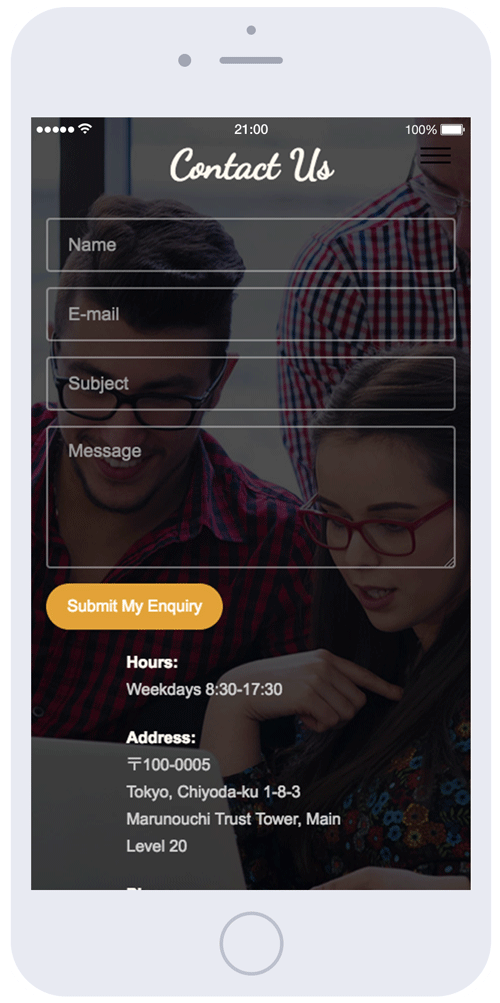 21:00
100%
Contact Us
Name
E-mail
Subject
Message
Submit My Enquiry
Hours:
Weekdays 8:30-17:30
Address:
〒100-0005
Tokyo, Chiyoda-ku 1-8-3
Marunouchi Trust Tower, Main
Level 20